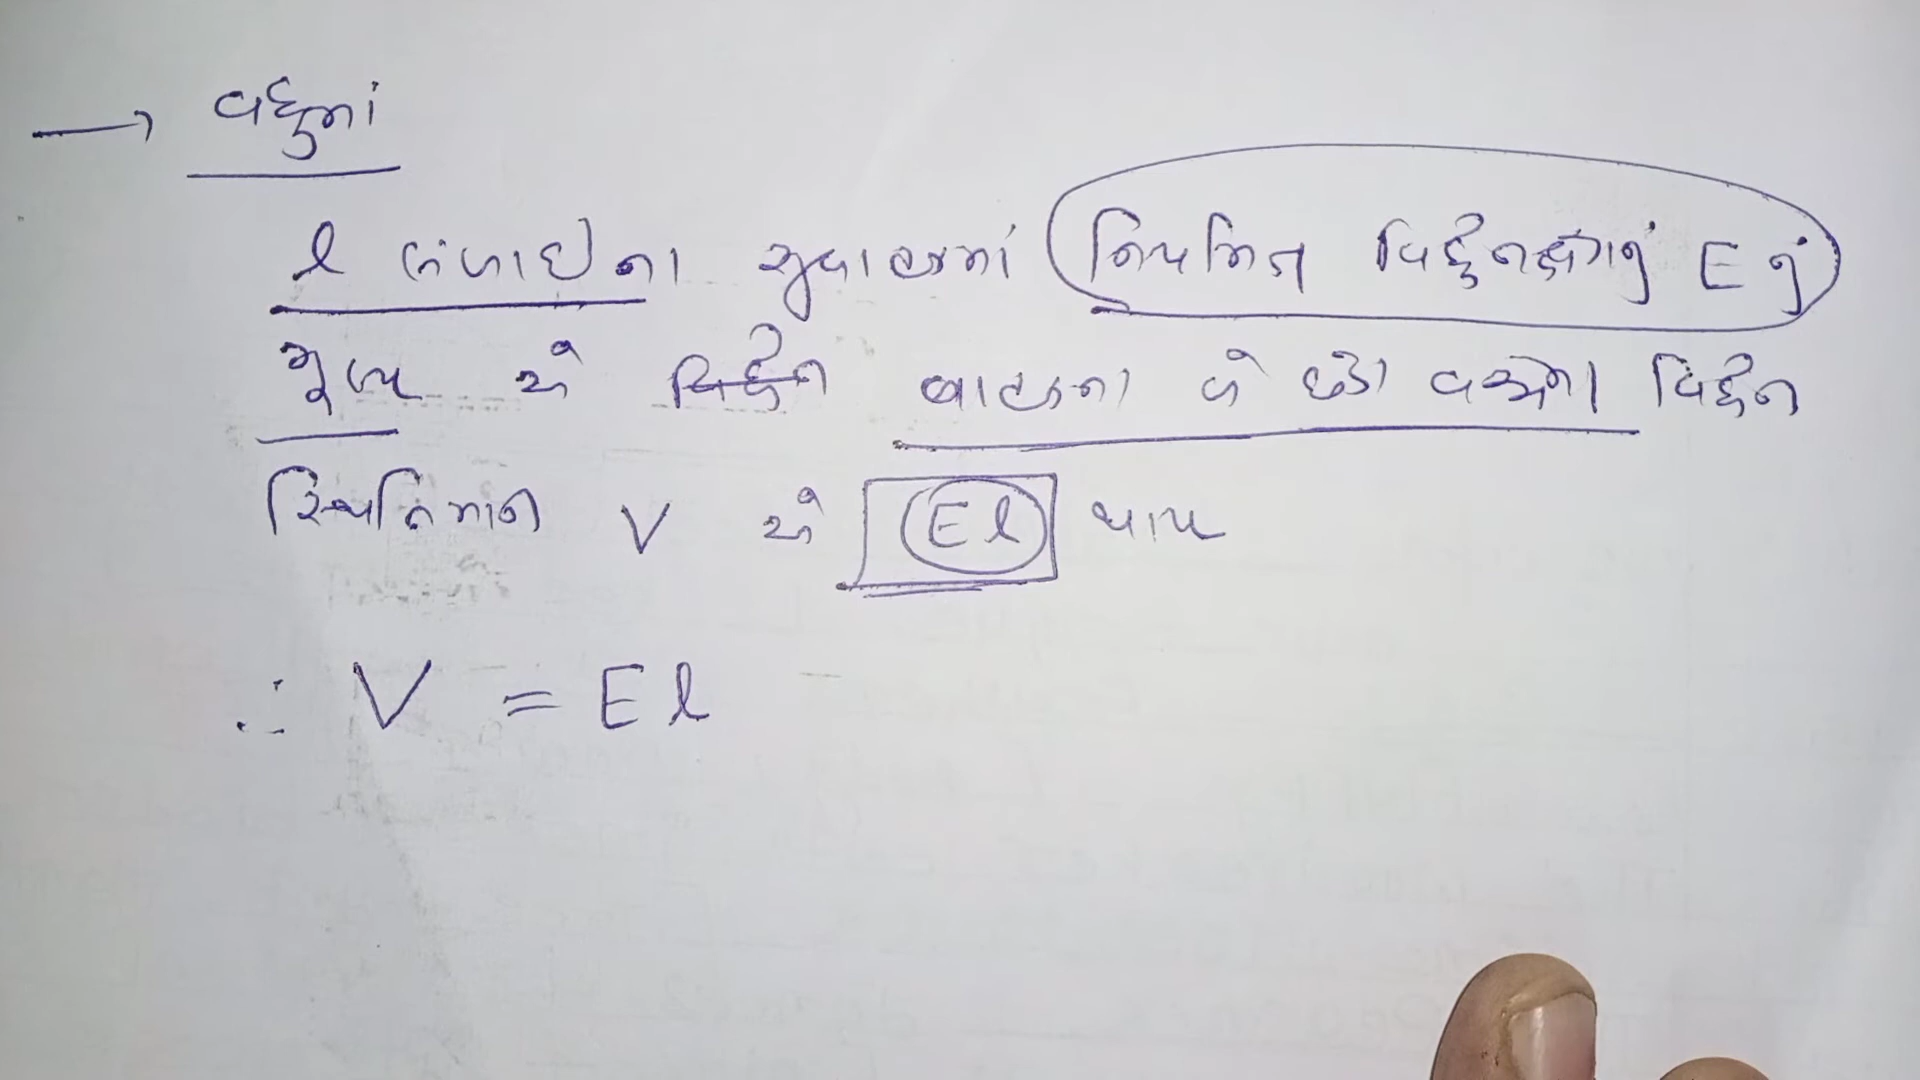 → વધુમાં
l લંબાઈના સુવાહકમાં નિયમિત વિદ્યુતક્ષેત્રનું E નું
મૂલ્ય એ વિદ્યુત વાહકના બે છેડા વચ્ચેના વિદ્યુત
સ્થિતિમાન V એ El થાય
∴ V = El